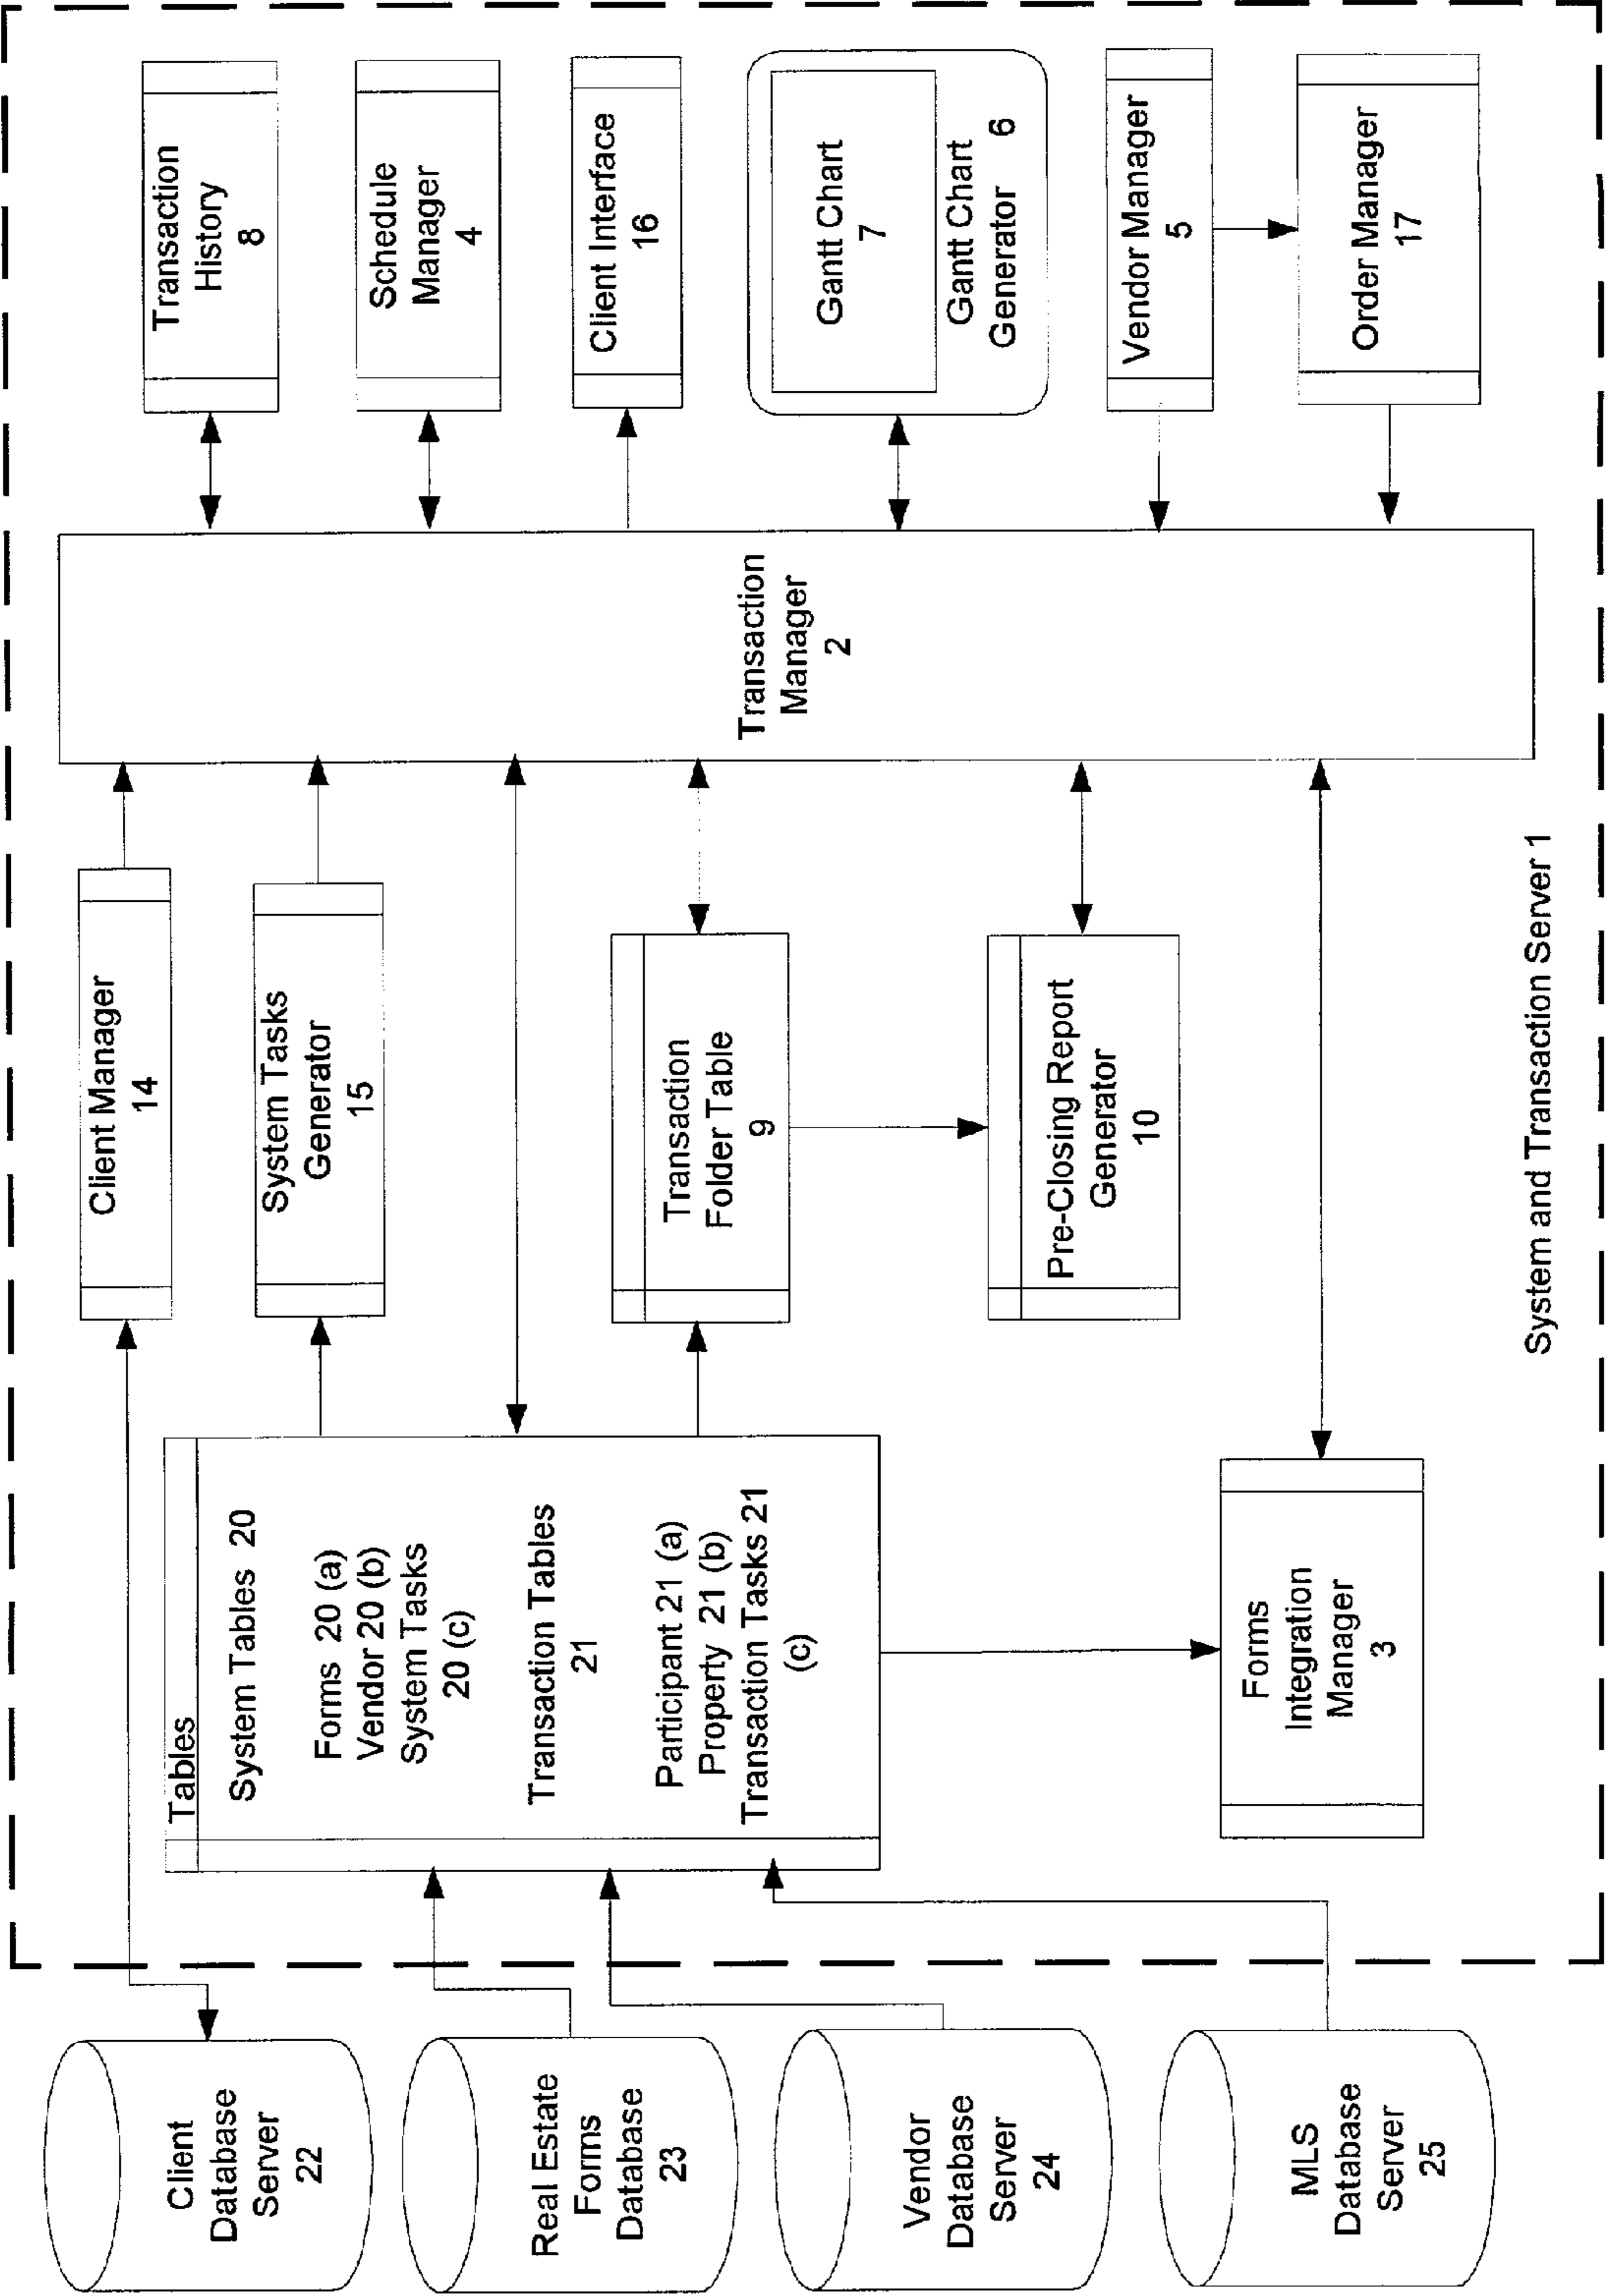 Client
Database
Server
22
Real Estate
Forms
Database
23
Vendor
Database
Server
24
MLS
Database
Server
25
Tables
System Tables 20
Forms 20 (a)
Vendor 20 (b)
System Tasks
20 (c)
Transaction Tables
21
Participant 21 (a)
Property 21 (b)
Transaction Tasks 21
(c)
Forms
Integration
Manager
3
Client Manager
14
System Tasks
Generator
15
Transaction
Folder Table
9
Pre-Closing Report
Generator
10
System and Transaction Server 1
Transaction
Manager
2
Transaction
History
8
Schedule
Manager
4
Client Interface
16
Gantt Chart
7
Gantt Chart
Generator 6
Vendor Manager
5
Order Manager
17